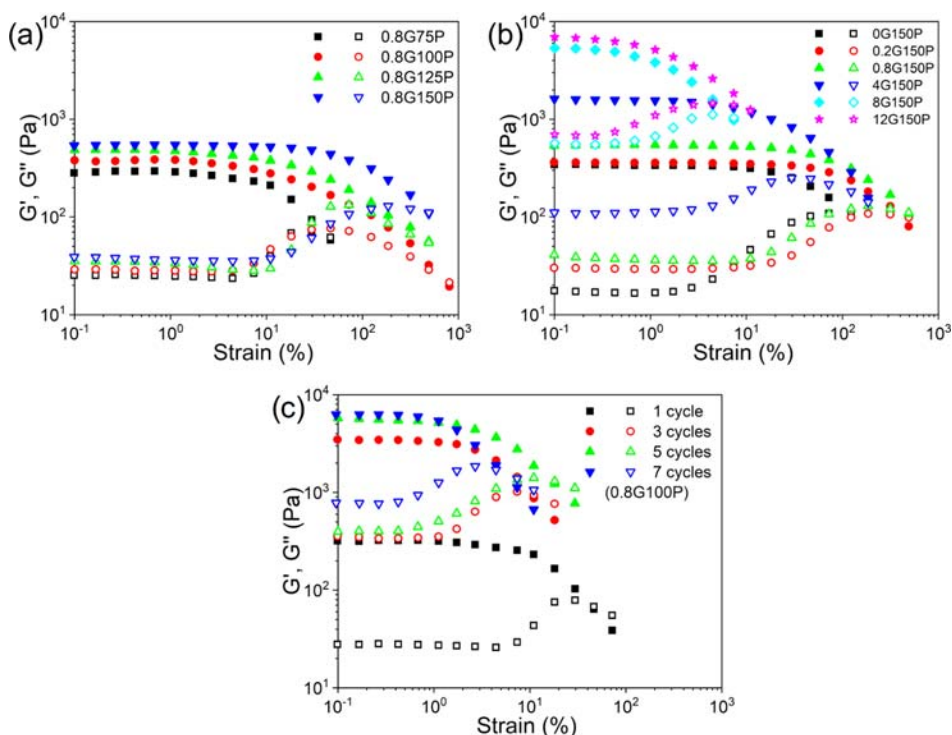 (a)
0.8G75P
0.8G100P
0.8G125P
0.8G150P
G', G'' (Pa)
10^4
10^3
10^2
10^1
10^-1 10^0 10^1 10^2 10^3
Strain (%)
(b)
0G150P
0.2G150P
0.8G150P
4G150P
8G150P
12G150P
G', G'' (Pa)
10^4
10^3
10^2
10^1
10^-1 10^0 10^1 10^2 10^3
Strain (%)
(c)
1 cycle
3 cycles
5 cycles
7 cycles
(0.8G100P)
G', G'' (Pa)
10^4
10^3
10^2
10^1
10^-1 10^0 10^1 10^2 10^3
Strain (%)